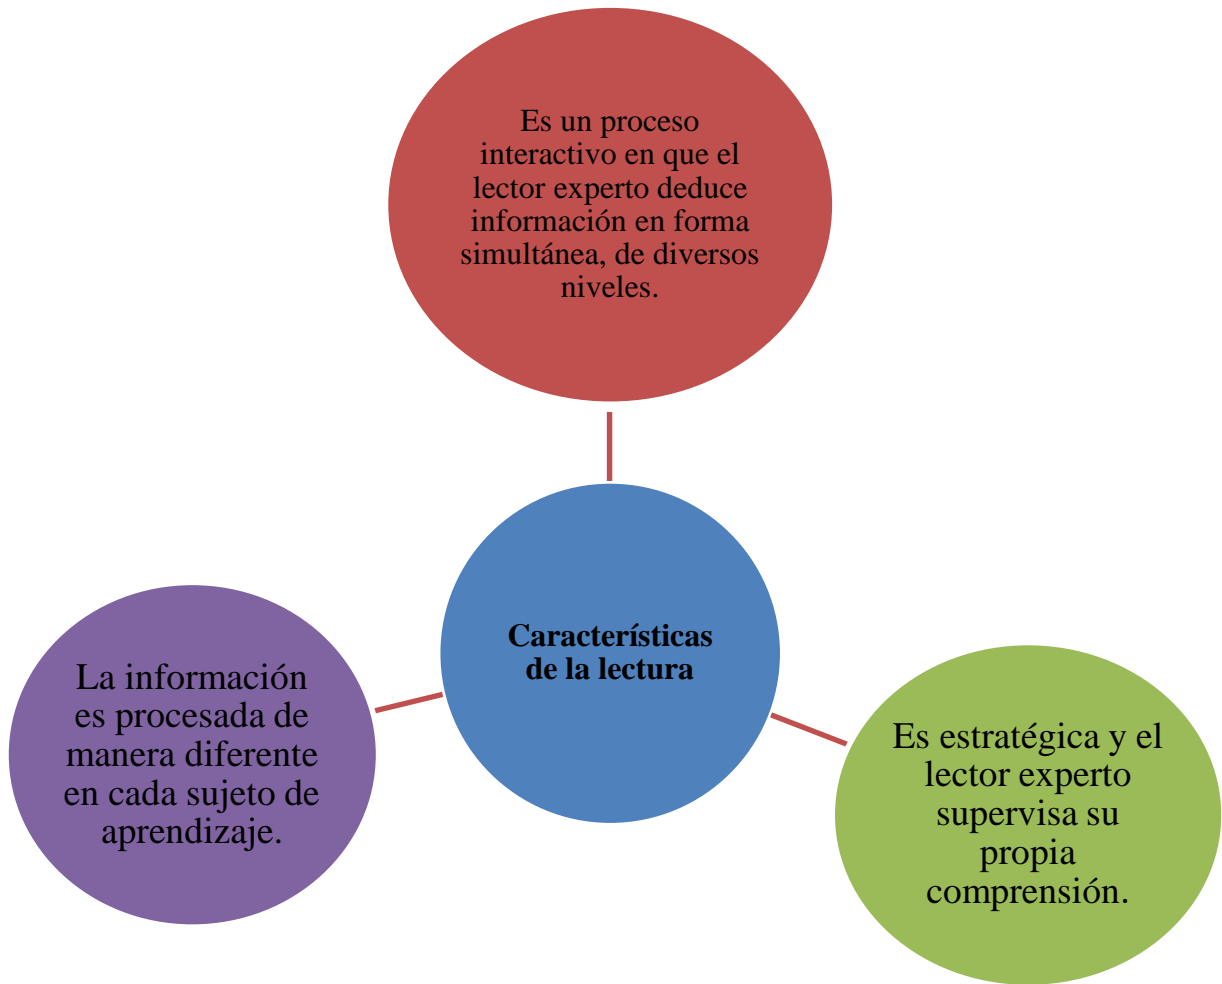 Es un proceso
interactivo en que el
lector experto deduce
información en forma
simultánea, de diversos
niveles.
Características
de la lectura
La información
es procesada de
manera diferente
en cada sujeto de
aprendizaje.
Es estratégica y el
lector experto
supervisa su
propia
comprensión.